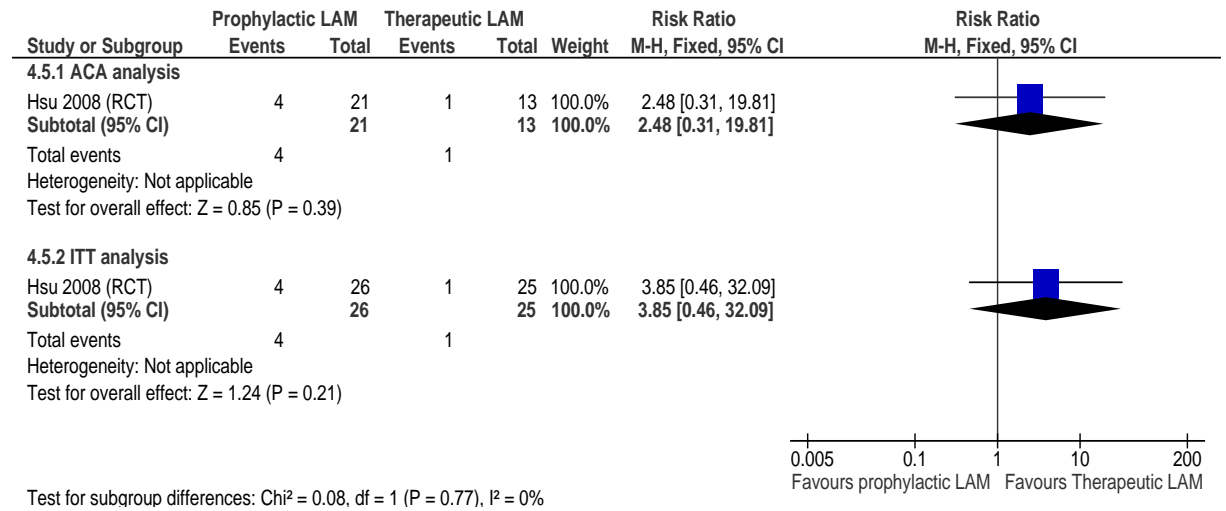 Prophylactic LAM Therapeutic LAM Risk Ratio Risk Ratio
Study or Subgroup Events Total Events Total Weight M-H, Fixed, 95% CI M-H, Fixed, 95% CI
4.5.1 ACA analysis
Hsu 2008 (RCT) 4 21 1 13 100.0% 2.48 [0.31, 19.81]
Subtotal (95% CI) 21 13 100.0% 2.48 [0.31, 19.81]
Total events 4 1
Heterogeneity: Not applicable
Test for overall effect: Z = 0.85 (P = 0.39)
4.5.2 ITT analysis
Hsu 2008 (RCT) 4 26 1 25 100.0% 3.85 [0.46, 32.09]
Subtotal (95% CI) 26 25 100.0% 3.85 [0.46, 32.09]
Total events 4 1
Heterogeneity: Not applicable
Test for overall effect: Z = 1.24 (P = 0.21)
0.005 0.1 1 10 200
Favours prophylactic LAM Favours Therapeutic LAM
Test for subgroup differences: Chi² = 0.08, df = 1 (P = 0.77), I² = 0%